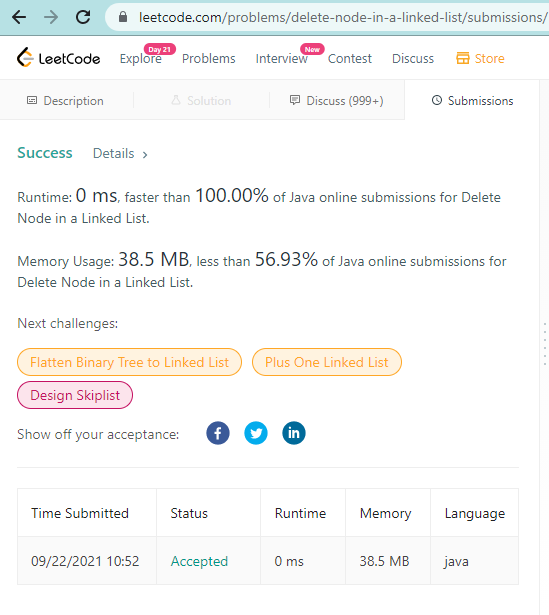 leetcode.com/problems/delete-node-in-a-linked-list/submissions/
LeetCode Explore Day 21 Problems Interview New Contest Discuss Store
Description Solution Discuss (999+) Submissions
Success Details >
Runtime: 0 ms, faster than 100.00% of Java online submissions for Delete
Node in a Linked List.
Memory Usage: 38.5 MB, less than 56.93% of Java online submissions for
Delete Node in a Linked List.
Next challenges:
Flatten Binary Tree to Linked List Plus One Linked List
Design Skiplist
Show off your acceptance: f in
Time Submitted Status Runtime Memory Language
09/22/2021 10:52 Accepted 0 ms 38.5 MB java